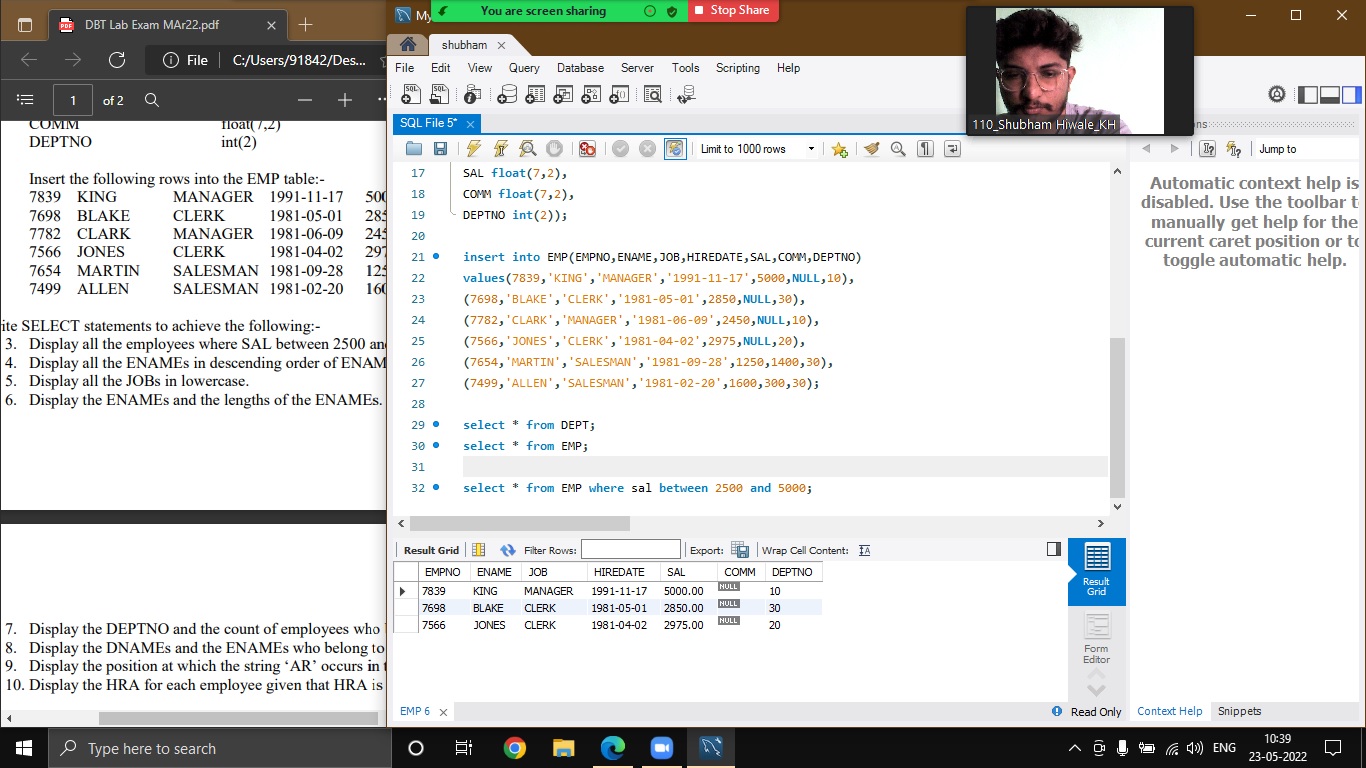 DBT Lab Exam MAr22.pdf
File C:/Users/91842/Des...
1 of 2
COMM float(7,2)
DEPTNO int(2)
Insert the following rows into the EMP table:-
7839 KING MANAGER 1991-11-17 500
7698 BLAKE CLERK 1981-05-01 285
7782 CLARK MANAGER 1981-06-09 245
7566 JONES CLERK 1981-04-02 297
7654 MARTIN SALESMAN 1981-09-28 125
7499 ALLEN SALESMAN 1981-02-20 160
ite SELECT statements to achieve the following:-
3. Display all the employees where SAL between 2500 and
4. Display all the ENAMEs in descending order of ENAM
5. Display all the JOBs in lowercase.
6. Display the ENAMEs and the lengths of the ENAMEs.
7. Display the DEPTNO and the count of employees who
8. Display the DNAMEs and the ENAMEs who belong to
9. Display the position at which the string ‘AR’ occurs in t
10. Display the HRA for each employee given that HRA is
My
You are screen sharing Stop Share
shubham
File Edit View Query Database Server Tools Scripting Help
SQL File 5*
110_Shubham Hiwale_KH
Limit to 1000 rows
17 SAL float(7,2),
18 COMM float(7,2),
19 DEPTNO int(2));
20
21 insert into EMP(EMPNO,ENAME,JOB,HIREDATE,SAL,COMM,DEPTNO)
22 values(7839,'KING','MANAGER','1991-11-17',5000,NULL,10),
23 (7698,'BLAKE','CLERK','1981-05-01',2850,NULL,30),
24 (7782,'CLARK','MANAGER','1981-06-09',2450,NULL,10),
25 (7566,'JONES','CLERK','1981-04-02',2975,NULL,20),
26 (7654,'MARTIN','SALESMAN','1981-09-28',1250,1400,30),
27 (7499,'ALLEN','SALESMAN','1981-02-20',1600,300,30);
28
29 select * from DEPT;
30 select * from EMP;
31
32 select * from EMP where sal between 2500 and 5000;
Result Grid Filter Rows: Export: Wrap Cell Content:
EMPNO ENAME JOB HIREDATE SAL COMM DEPTNO
7839 KING MANAGER 1991-11-17 5000.00 NULL 10
7698 BLAKE CLERK 1981-05-01 2850.00 NULL 30
7566 JONES CLERK 1981-04-02 2975.00 NULL 20
Result Grid
Form Editor
EMP 6
Read Only
ons
Jump to
Automatic context help is
disabled. Use the toolbar t
manually get help for the
current caret position or to
toggle automatic help.
Context Help Snippets
Type here to search
ENG
10:39
23-05-2022